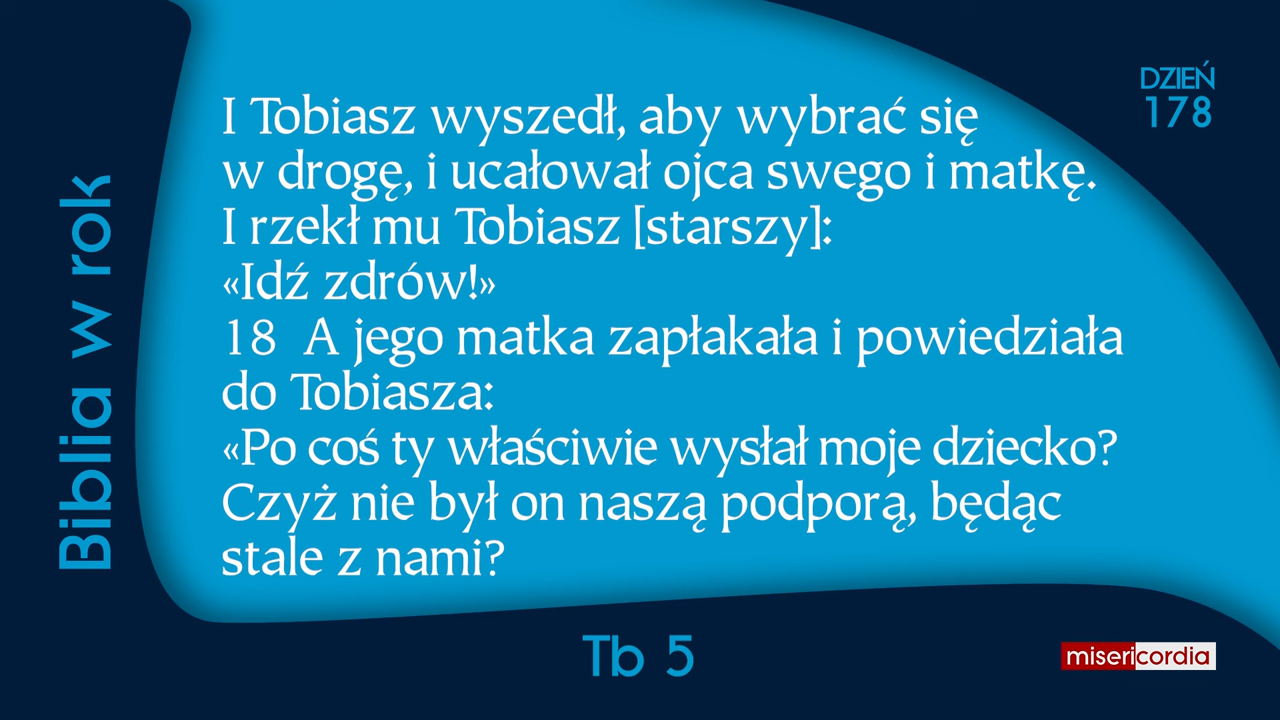 DZIEŃ
178
I Tobiasz wyszedł, aby wybrać się
w drogę, i ucałował ojca swego i matkę.
I rzekł mu Tobiasz [starszy]:
«Idź zdrów!»
18 A jego matka zapłakała i powiedziała
do Tobiasza:
«Po coś ty właściwie wysłał moje dziecko?
Czyż nie był on naszą podporą, będąc
stale z nami?
Biblia w rok
Tb 5
misericordia